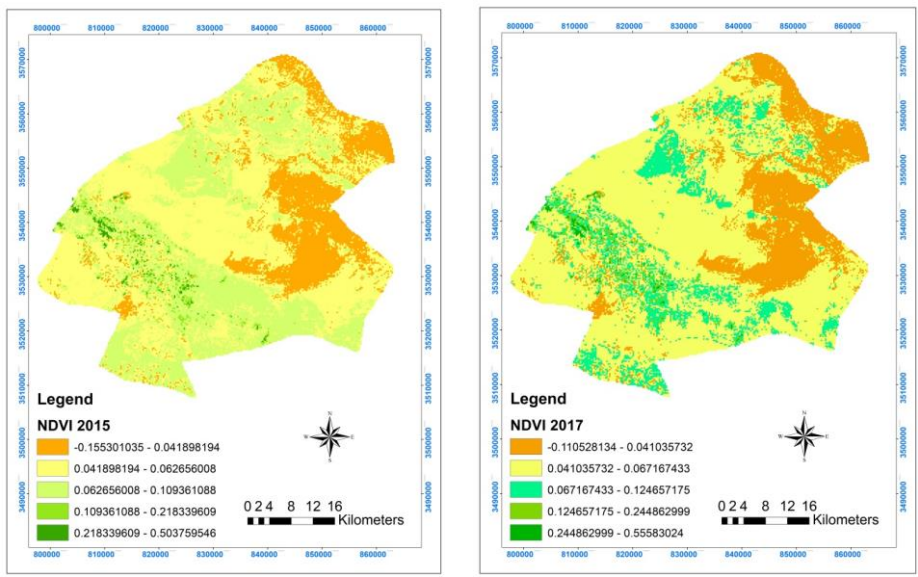 800000 810000 820000 830000 840000 850000 860000
3570000
3560000
3550000
3540000
3530000
3520000
3510000
3500000
3490000
Legend
NDVI 2015
-0.155301035 - 0.041898194
0.041898194 - 0.062656008
0.062656008 - 0.109361088
0.109361088 - 0.218339609
0.218339609 - 0.503759546
N
W E
S
0 2 4 8 12 16
Kilometers
800000 810000 820000 830000 840000 850000 860000
800000 810000 820000 830000 840000 850000 860000
3570000
3560000
3550000
3540000
3530000
3520000
3510000
3500000
3490000
Legend
NDVI 2017
-0.110528134 - 0.041035732
0.041035732 - 0.067167433
0.067167433 - 0.124657175
0.124657175 - 0.244862999
0.244862999 - 0.55583024
N
W E
S
0 2 4 8 12 16
Kilometers
800000 810000 820000 830000 840000 850000 860000